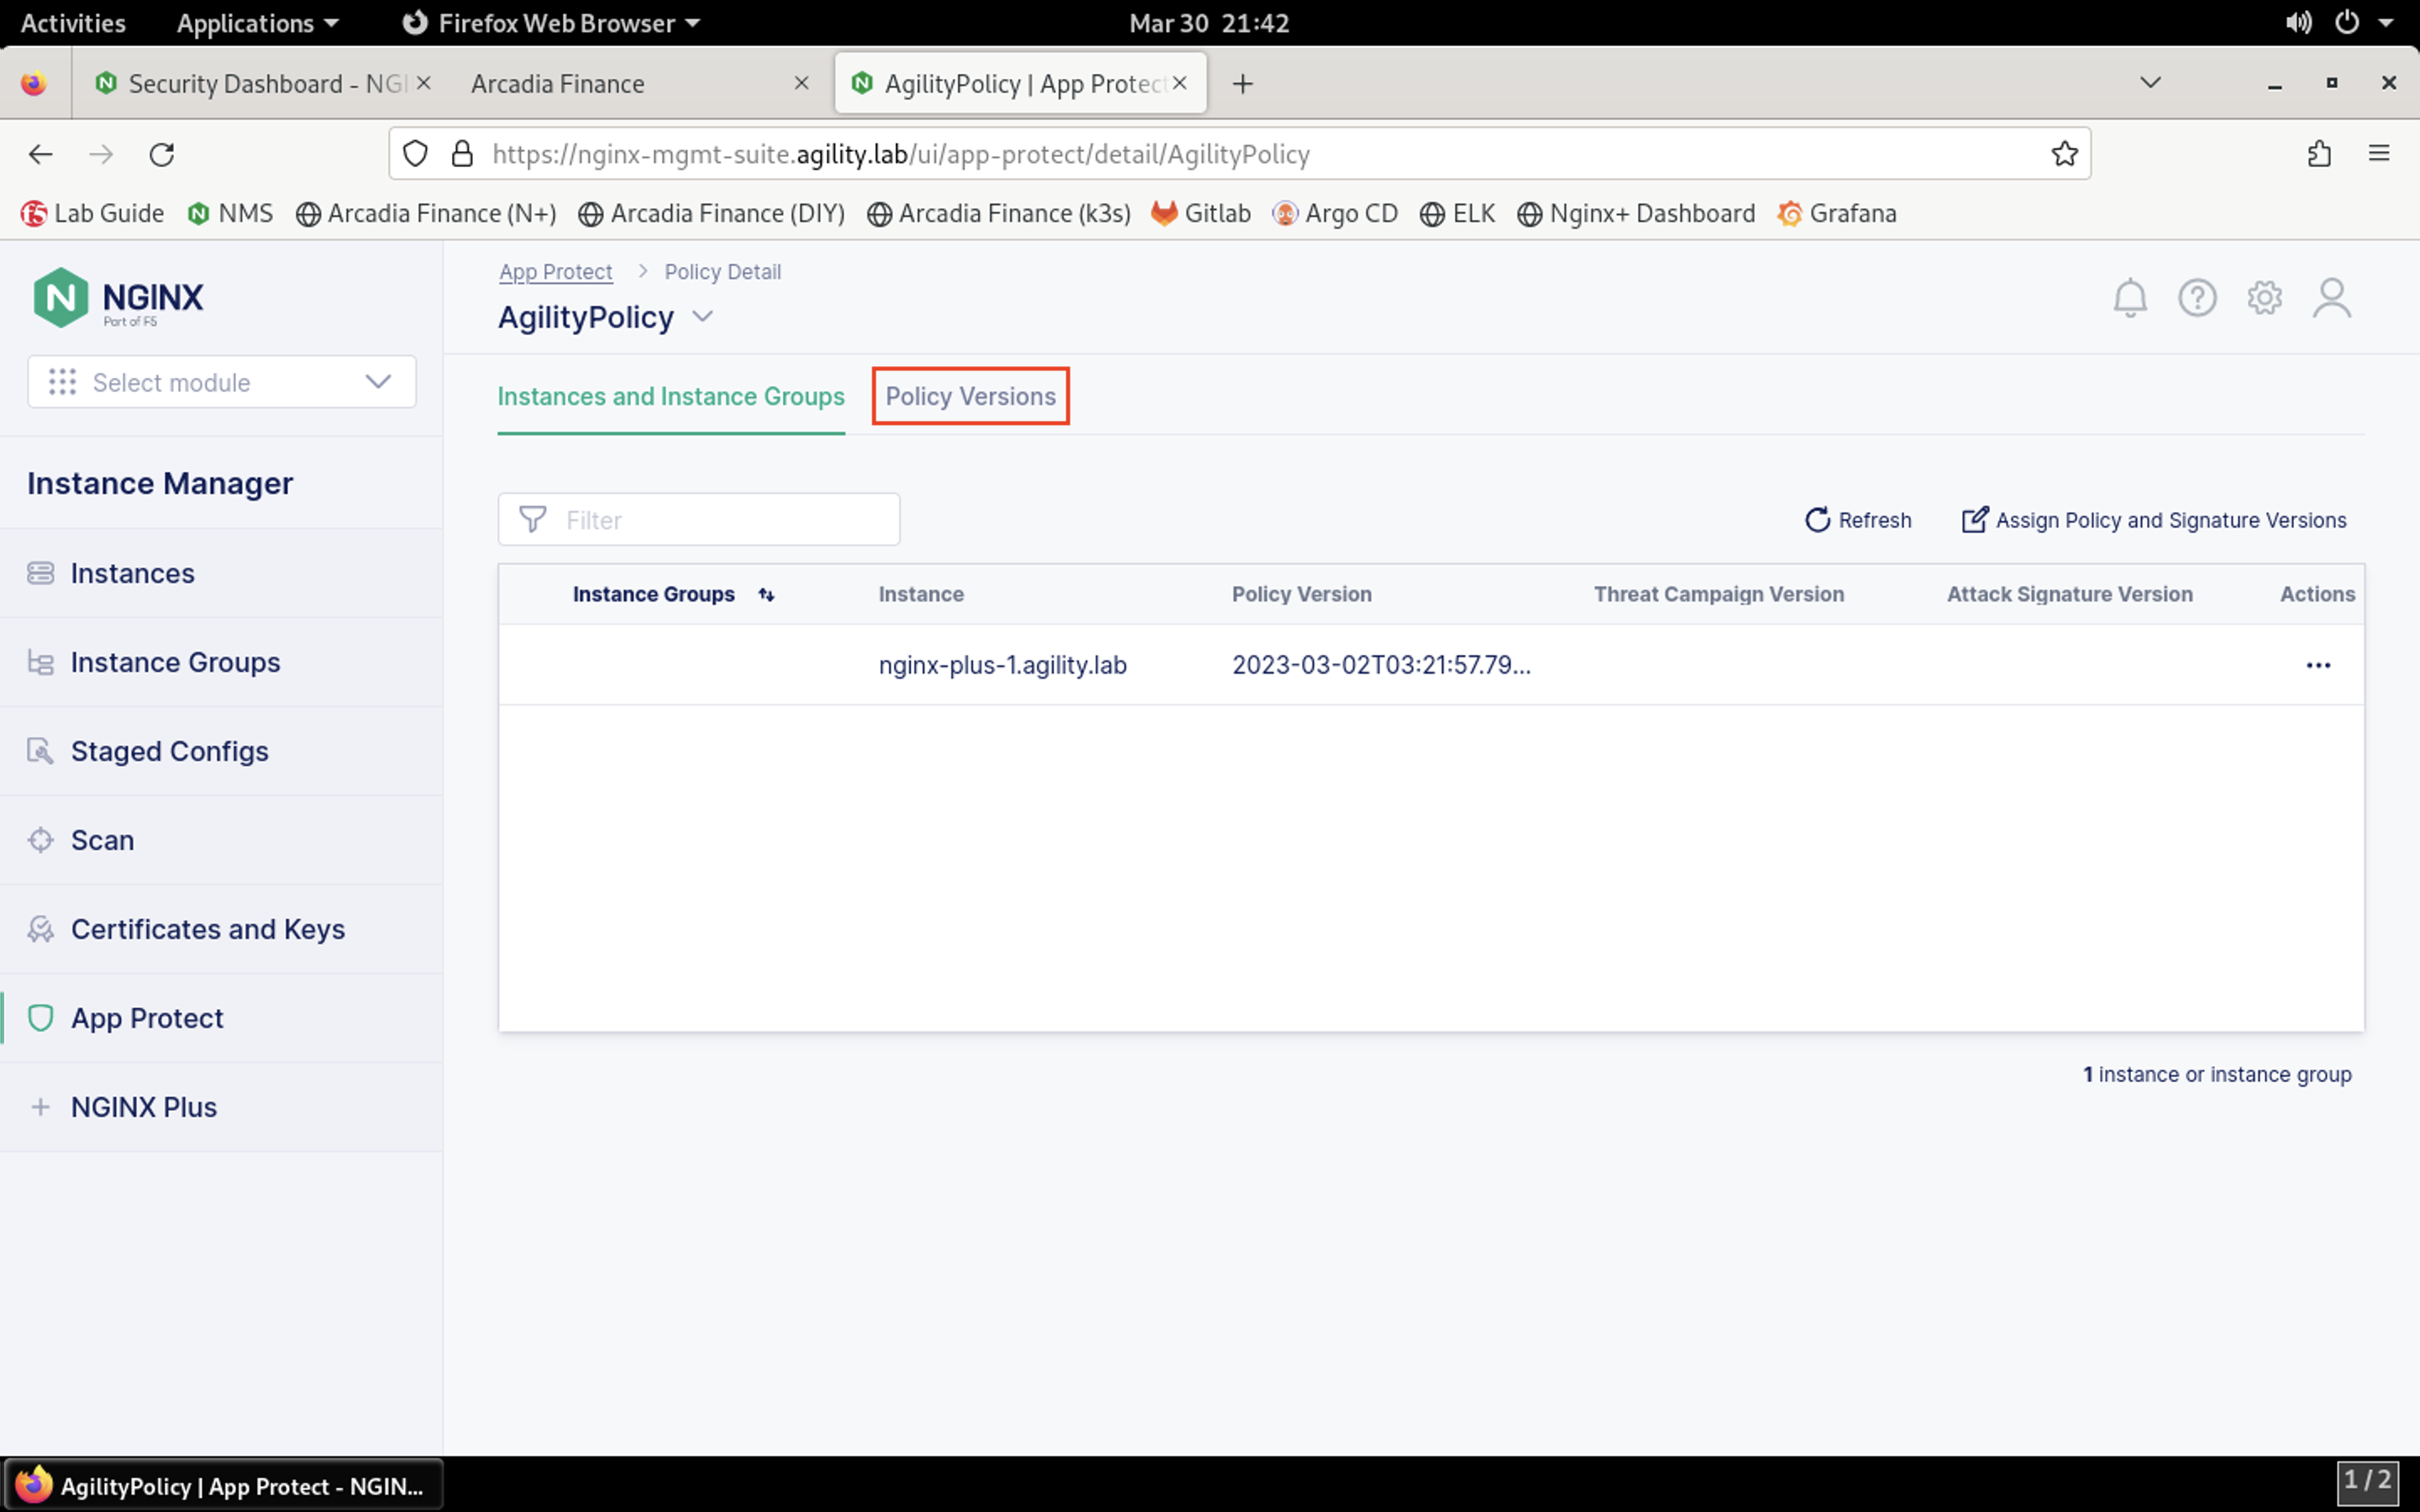 Activities Applications Firefox Web Browser Mar 30 21:42
Security Dashboard - NGI Arcadia Finance AgilityPolicy | App Protect
https://nginx-mgmt-suite.agility.lab/ui/app-protect/detail/AgilityPolicy
Lab Guide NMS Arcadia Finance (N+) Arcadia Finance (DIY) Arcadia Finance (k3s) Gitlab Argo CD ELK Nginx+ Dashboard Grafana
NGINX
Part of F5
Select module
Instance Manager
Instances
Instance Groups
Staged Configs
Scan
Certificates and Keys
App Protect
NGINX Plus
App Protect > Policy Detail
AgilityPolicy
Instances and Instance Groups Policy Versions
Filter Refresh Assign Policy and Signature Versions
Instance Groups Instance Policy Version Threat Campaign Version Attack Signature Version Actions
nginx-plus-1.agility.lab 2023-03-02T03:21:57.79... ...
1 instance or instance group
AgilityPolicy | App Protect - NGIN... 1 / 2